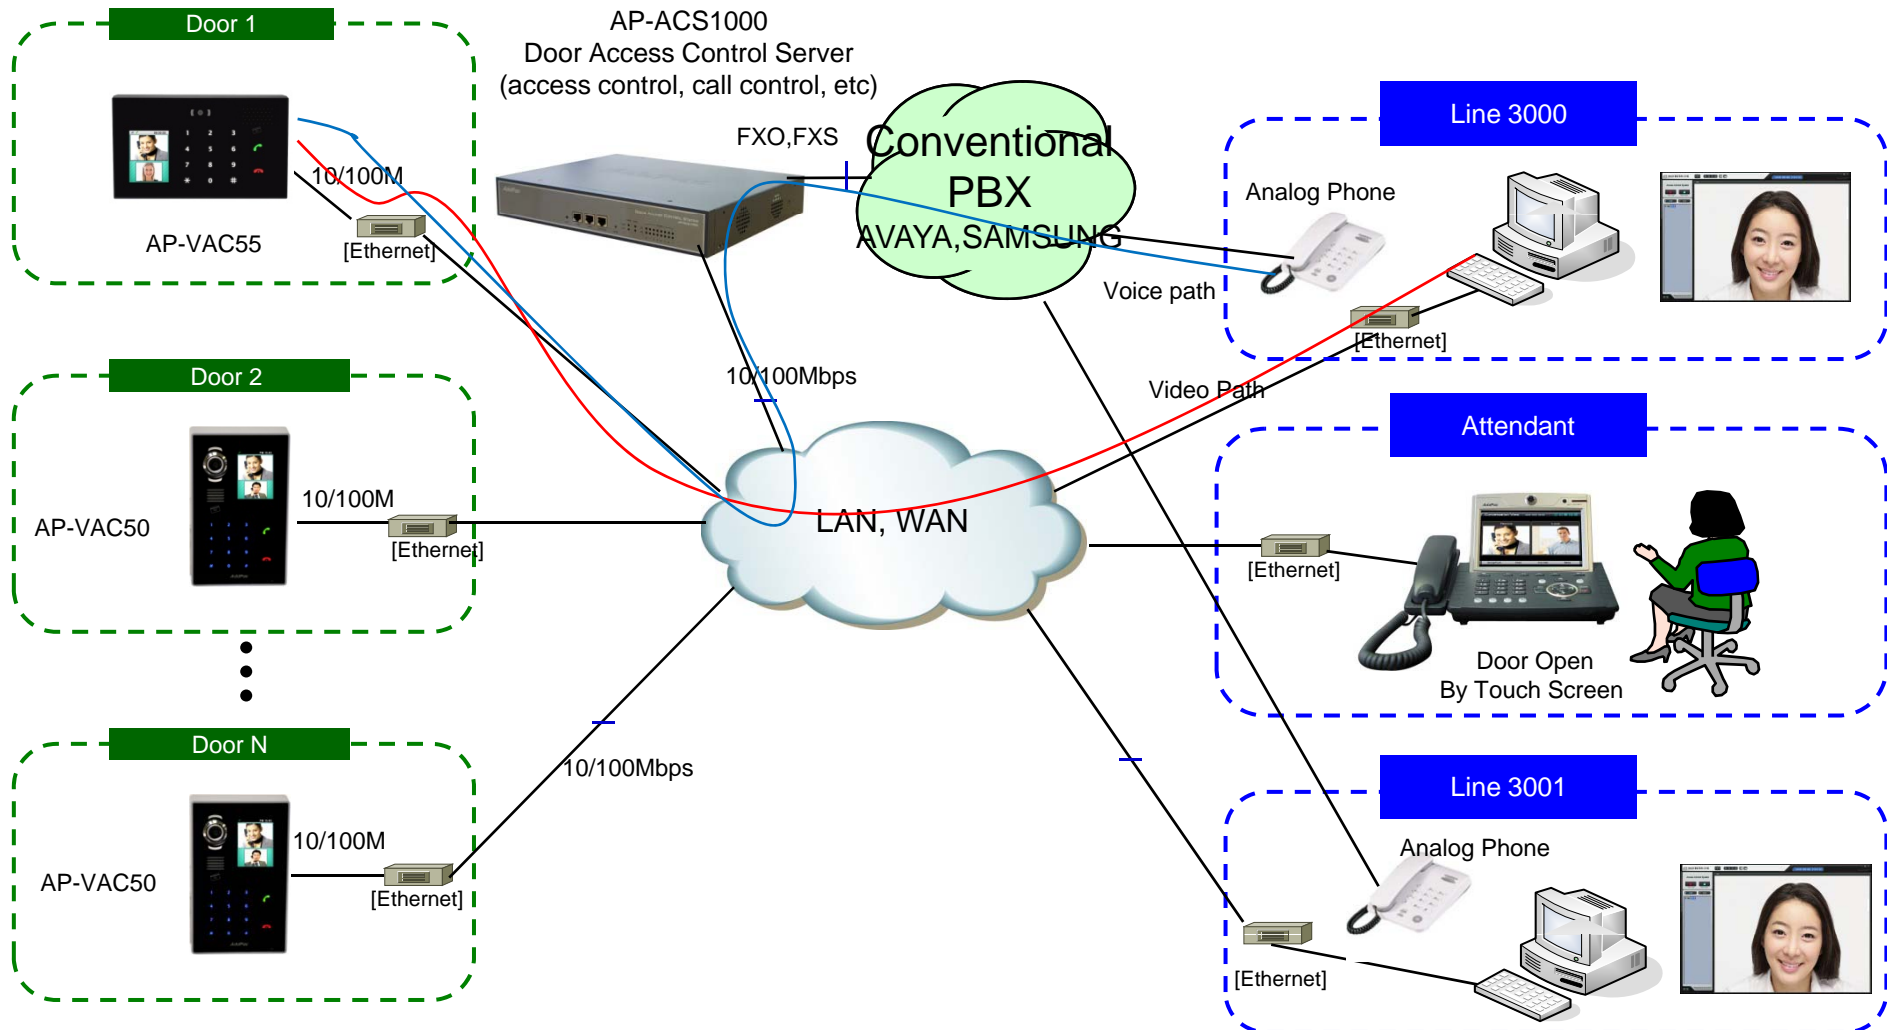 Door 1
AP-ACS1000
Door Access Control Server
(access control, call control, etc)
FXO,FXS
Conventional
PBX
AVAYA,SAMSUNG
Line 3000
Analog Phone
10/100M
[Ethernet]
AP-VAC55
Voice path
[Ethernet]
Door 2
10/100Mbps
Video Path
Attendant
10/100M
AP-VAC50
[Ethernet]
LAN, WAN
[Ethernet]
Door Open
By Touch Screen
Door N
10/100Mbps
Line 3001
10/100M
AP-VAC50
[Ethernet]
Analog Phone
[Ethernet]